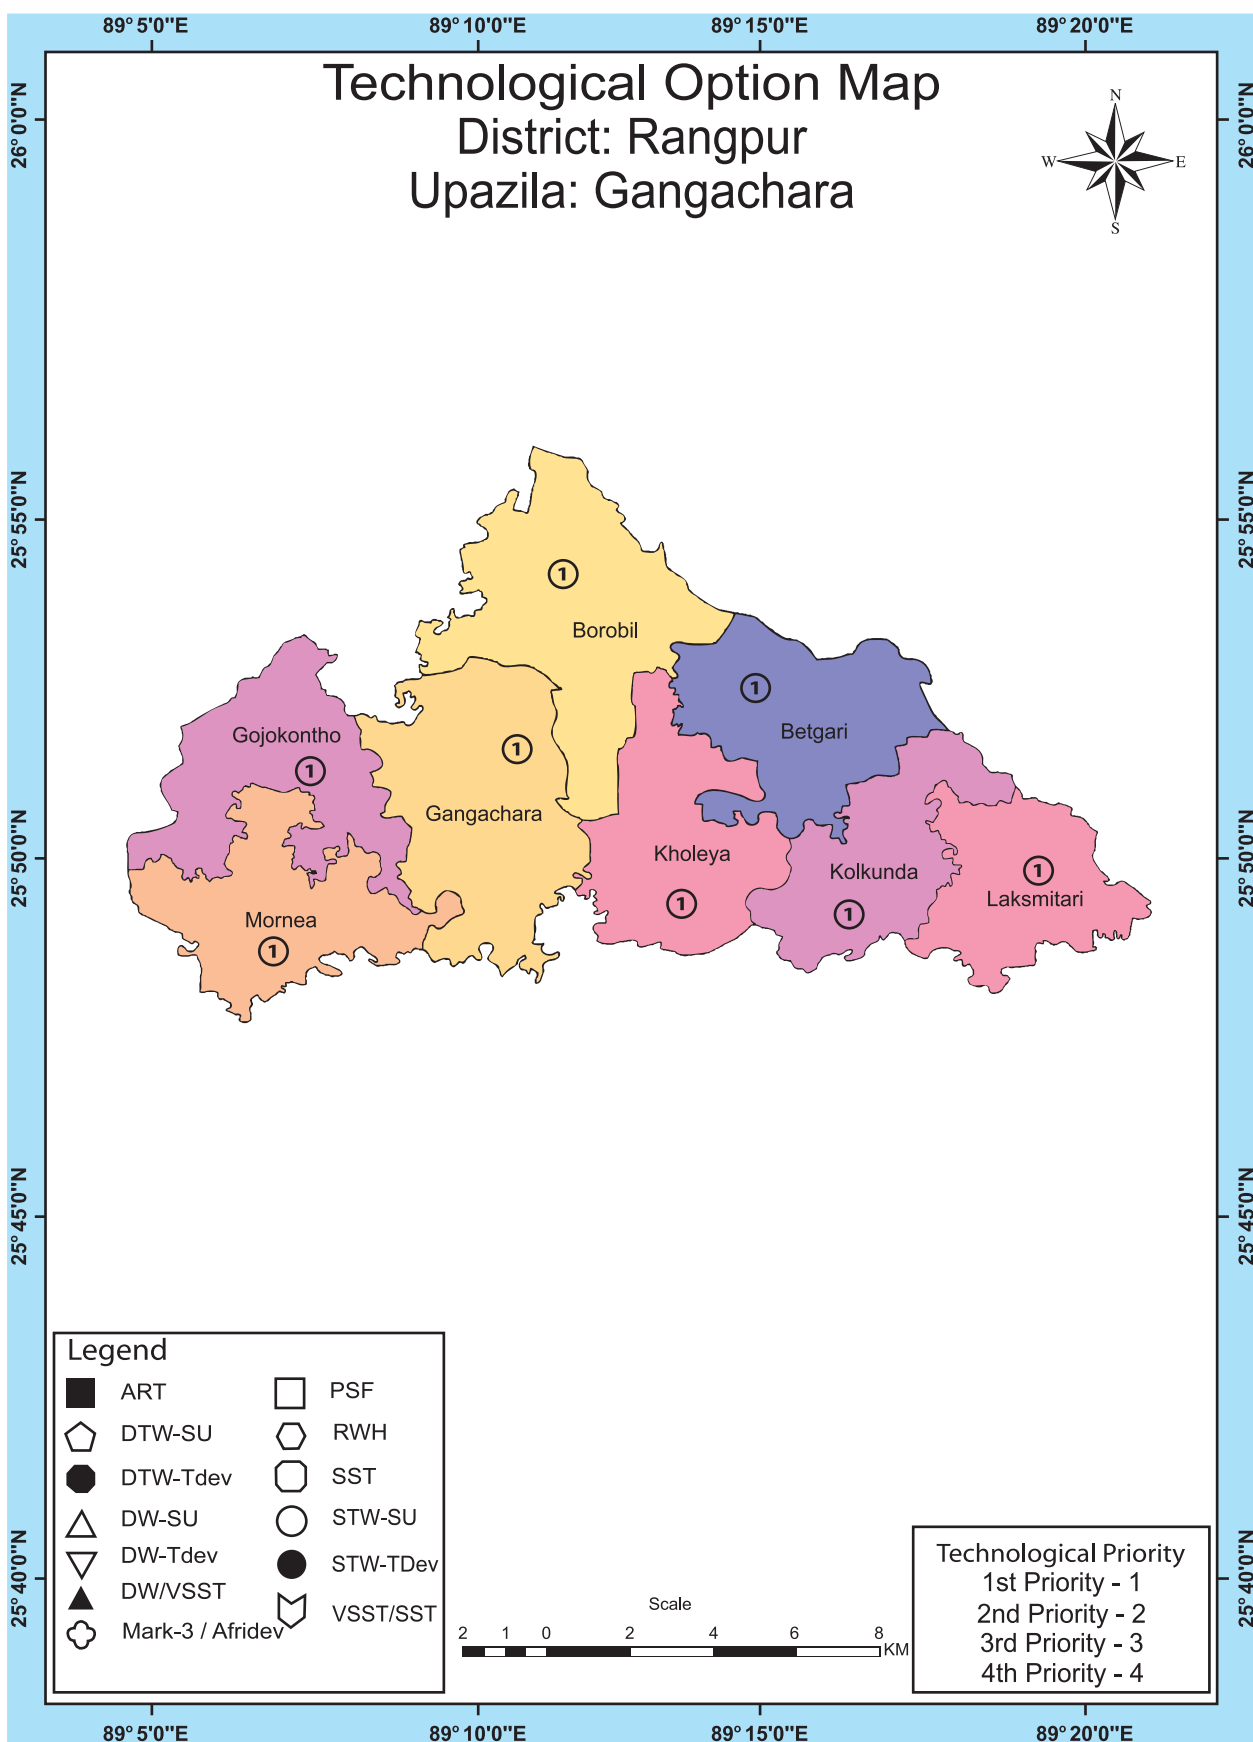 89° 5'0"E 89° 10'0"E 89° 15'0"E 89° 20'0"E
Technological Option Map
District: Rangpur
Upazila: Gangachara
N
W E
S
26° 0'0"N 26° 0'0"N
25° 55'0"N 25° 55'0"N
1
Borobil
1
Betgari
Gojokontho
1
1
Gangachara
25° 50'0"N 25° 50'0"N
Kholeya
1
Kolkunda
1
1
Laksmitari
Mornea
1
25° 45'0"N 25° 45'0"N
Legend
ART PSF
DTW-SU RWH
DTW-Tdev SST
DW-SU STW-SU
DW-Tdev STW-TDev
DW/VSST VSST/SST
Mark-3 / Afridev
25° 40'0"N 25° 40'0"N
Scale
2 1 0 2 4 6 8
KM
Technological Priority
1st Priority - 1
2nd Priority - 2
3rd Priority - 3
4th Priority - 4
89° 5'0"E 89° 10'0"E 89° 15'0"E 89° 20'0"E